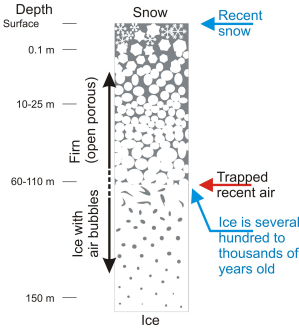 Depth
Snow
Surface
Recent
snow
0.1 m
10-25 m
Firn
(open porous)
60-110 m
Trapped
recent air
Ice with
air bubbles
Ice is several
hundred to
thousands of
years old
150 m
Ice